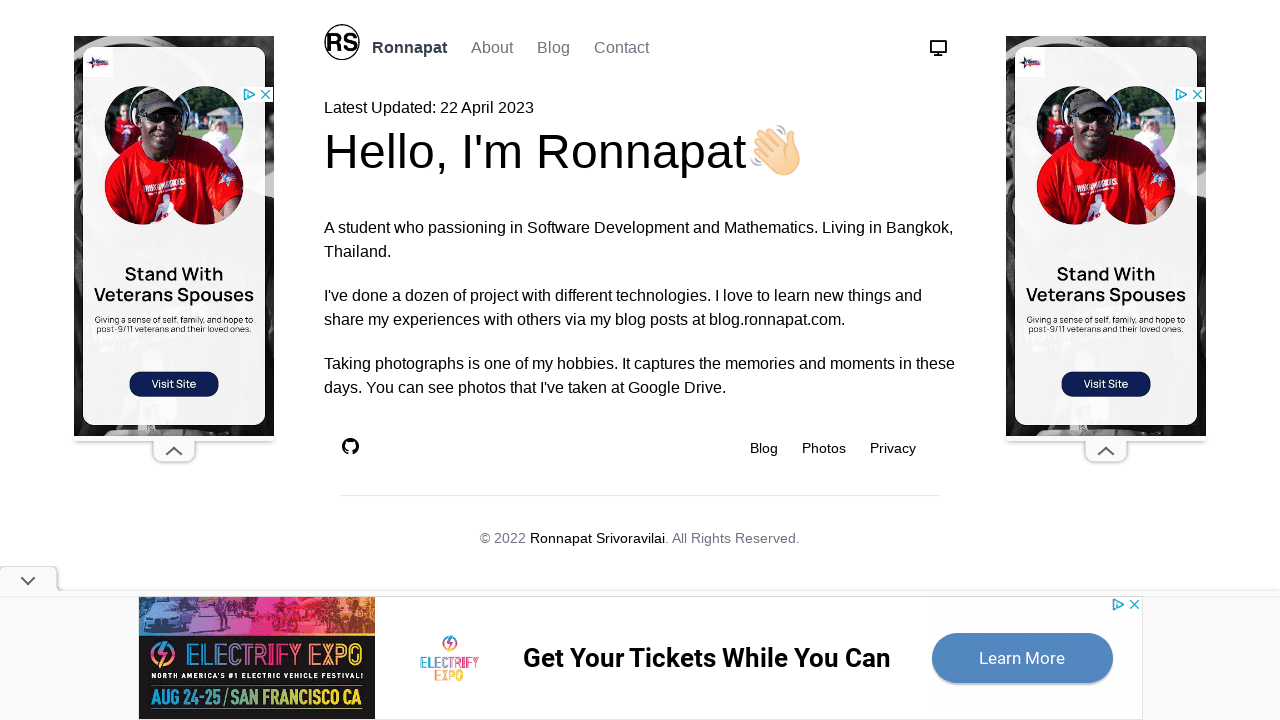 RS
Ronnapat
About
Blog
Contact
Latest Updated: 22 April 2023
Hello, I'm Ronnapat👋🏼
A student who passioning in Software Development and Mathematics. Living in Bangkok,
Thailand.
I've done a dozen of project with different technologies. I love to learn new things and
share my experiences with others via my blog posts at blog.ronnapat.com.
Taking photographs is one of my hobbies. It captures the memories and moments in these
days. You can see photos that I've taken at Google Drive.
Blog
Photos
Privacy
© 2022 Ronnapat Srivoravilai. All Rights Reserved.
Stand With
Veterans Spouses
Giving a sense of self, family, and hope to
post-9/11 veterans and their loved ones.
Visit Site
Stand With
Veterans Spouses
Giving a sense of self, family, and hope to
post-9/11 veterans and their loved ones.
Visit Site
ELECTRIFY EXPO
NORTH AMERICA'S #1 ELECTRIC VEHICLE FESTIVAL!
AUG 24-25 / SAN FRANCISCO CA
ELECTRIFY
EXPO
Get Your Tickets While You Can
Learn More